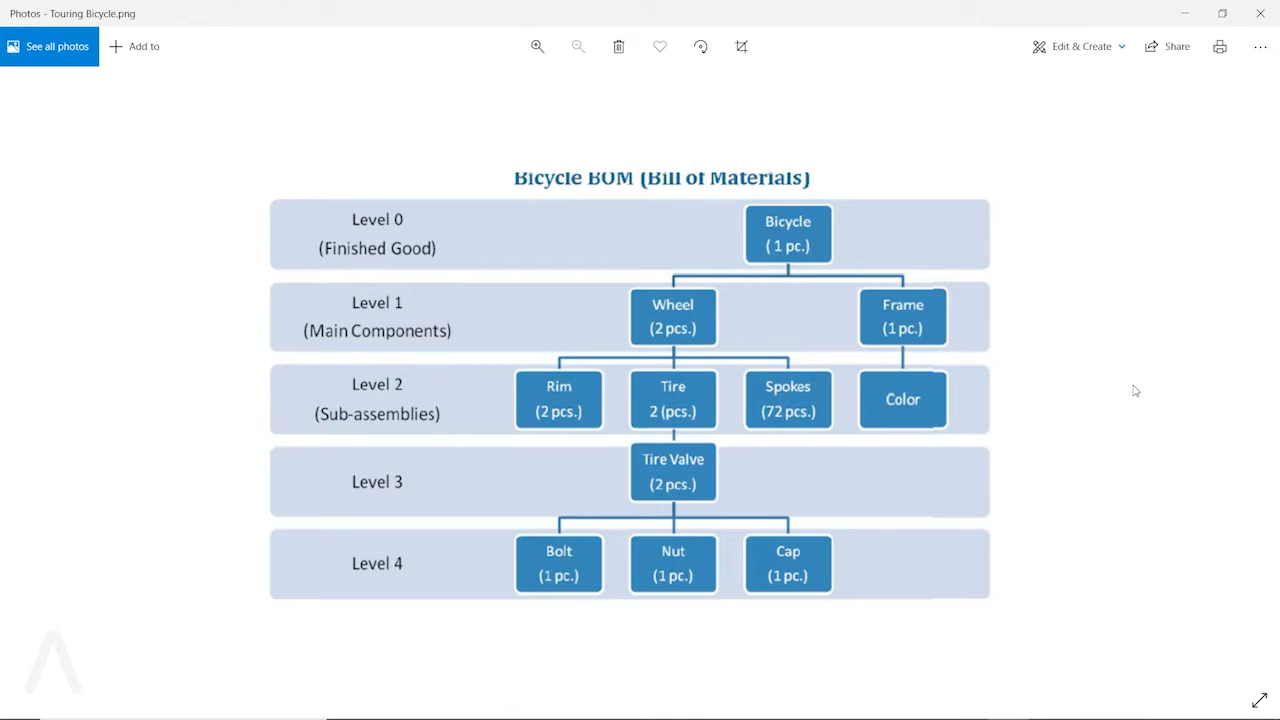 Photos - Touring Bicycle.png
See all photos
Add to
Edit & Create
Share
Bicycle BOM (Bill of Materials)
Level 0
(Finished Good)
Bicycle
( 1 pc.)
Level 1
(Main Components)
Wheel
(2 pcs.)
Frame
(1 pc.)
Level 2
(Sub-assemblies)
Rim
(2 pcs.)
Tire
2 (pcs.)
Spokes
(72 pcs.)
Color
Level 3
Tire Valve
(2 pcs.)
Level 4
Bolt
(1 pc.)
Nut
(1 pc.)
Cap
(1 pc.)